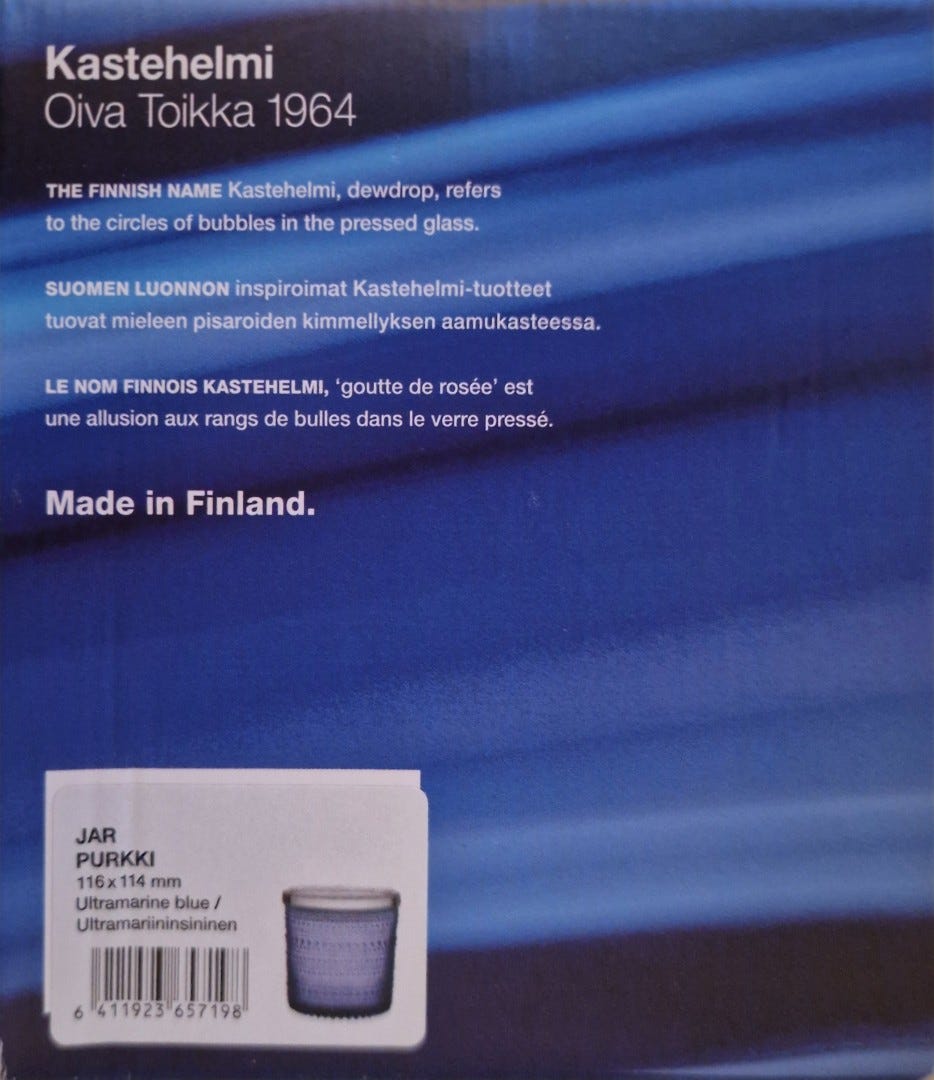 Kastehelmi
Oiva Toikka 1964
THE FINNISH NAME Kastehelmi, dewdrop, refers
to the circles of bubbles in the pressed glass.
SUOMEN LUONNON inspiroimat Kastehelmi-tuotteet
tuovat mieleen pisaroiden kimmellyksen aamukasteessa.
LE NOM FINNOIS KASTEHELMI, ‘goutte de rosée’ est
une allusion aux rangs de bulles dans le verre pressé.
Made in Finland.
JAR
PURKKI
116 x 114 mm
Ultramarine blue /
Ultramariininsininen
6 411923 657198